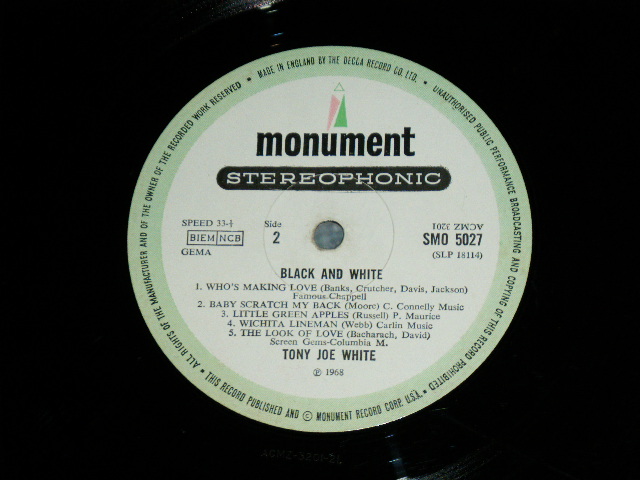 MADE IN ENGLAND BY THE DECCA RECORD CO. LTD. • UNAUTHORISED PUBLIC PERFORMANCE BROADCASTING AND COPYING OF THIS RECORD PROHIBITED • THIS RECORD PUBLISHED AND © MONUMENT RECORD CORP. U.S. • ALL RIGHTS OF THE MANUFACTURER AND OF THE OWNER OF THE RECORDED WORK RESERVED •
monument
STEREOPHONIC
SPEED 33-⅓
BIEM NCB
GEMA
Side
2
ACMZ 3201
SMO 5027
(SLP 18114)
BLACK AND WHITE
1. WHO'S MAKING LOVE (Banks, Crutcher, Davis, Jackson)
Famous Chappell
2. BABY SCRATCH MY BACK (Moore) C. Connelly Music
3. LITTLE GREEN APPLES (Russell) P. Maurice
4. WICHITA LINEMAN (Webb) Carlin Music
5. THE LOOK OF LOVE (Bacharach, David)
Screen Gems-Columbia M.
TONY JOE WHITE
℗ 1968